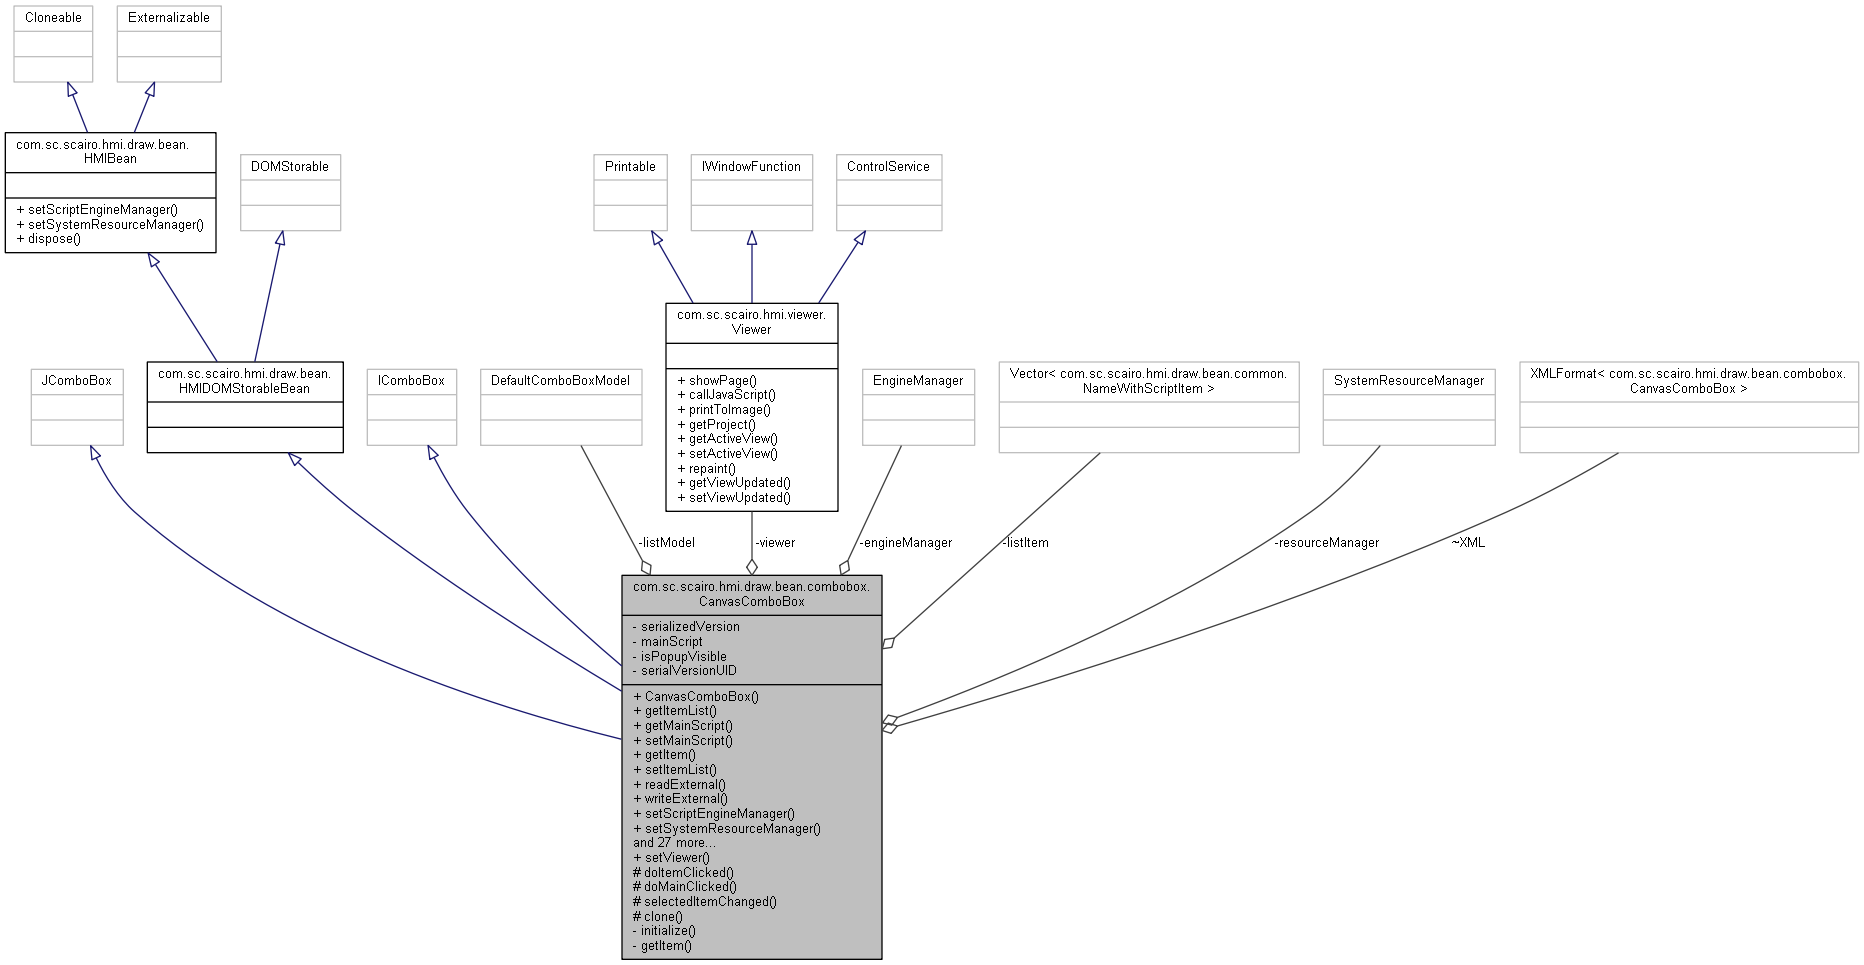 Cloneable
Externalizable
com.sc.scairo.hmi.draw.bean.
HMIBean
+ setScriptEngineManager()
+ setSystemResourceManager()
+ dispose()
DOMStorable
Printable
IWindowFunction
ControlService
com.sc.scairo.hmi.viewer.
Viewer
+ showPage()
+ callJavaScript()
+ printToImage()
+ getProject()
+ getActiveView()
+ setActiveView()
+ repaint()
+ getViewUpdated()
+ setViewUpdated()
JComboBox
com.sc.scairo.hmi.draw.bean.
HMIDOMStorableBean
IComboBox
DefaultComboBoxModel
EngineManager
Vector< com.sc.scairo.hmi.draw.bean.common.
NameWithScriptItem >
SystemResourceManager
XMLFormat< com.sc.scairo.hmi.draw.bean.combobox.
CanvasComboBox >
-listModel
-viewer
-engineManager
-listItem
-resourceManager
~XML
com.sc.scairo.hmi.draw.bean.combobox.
CanvasComboBox
- serializedVersion
- mainScript
- isPopupVisible
- serialVersionUID
+ CanvasComboBox()
+ getItemList()
+ getMainScript()
+ setMainScript()
+ getItem()
+ setItemList()
+ readExternal()
+ writeExternal()
+ setScriptEngineManager()
+ setSystemResourceManager()
and 27 more...
+ setViewer()
# doItemClicked()
# doMainClicked()
# selectedItemChanged()
# clone()
- initialize()
- getItem()